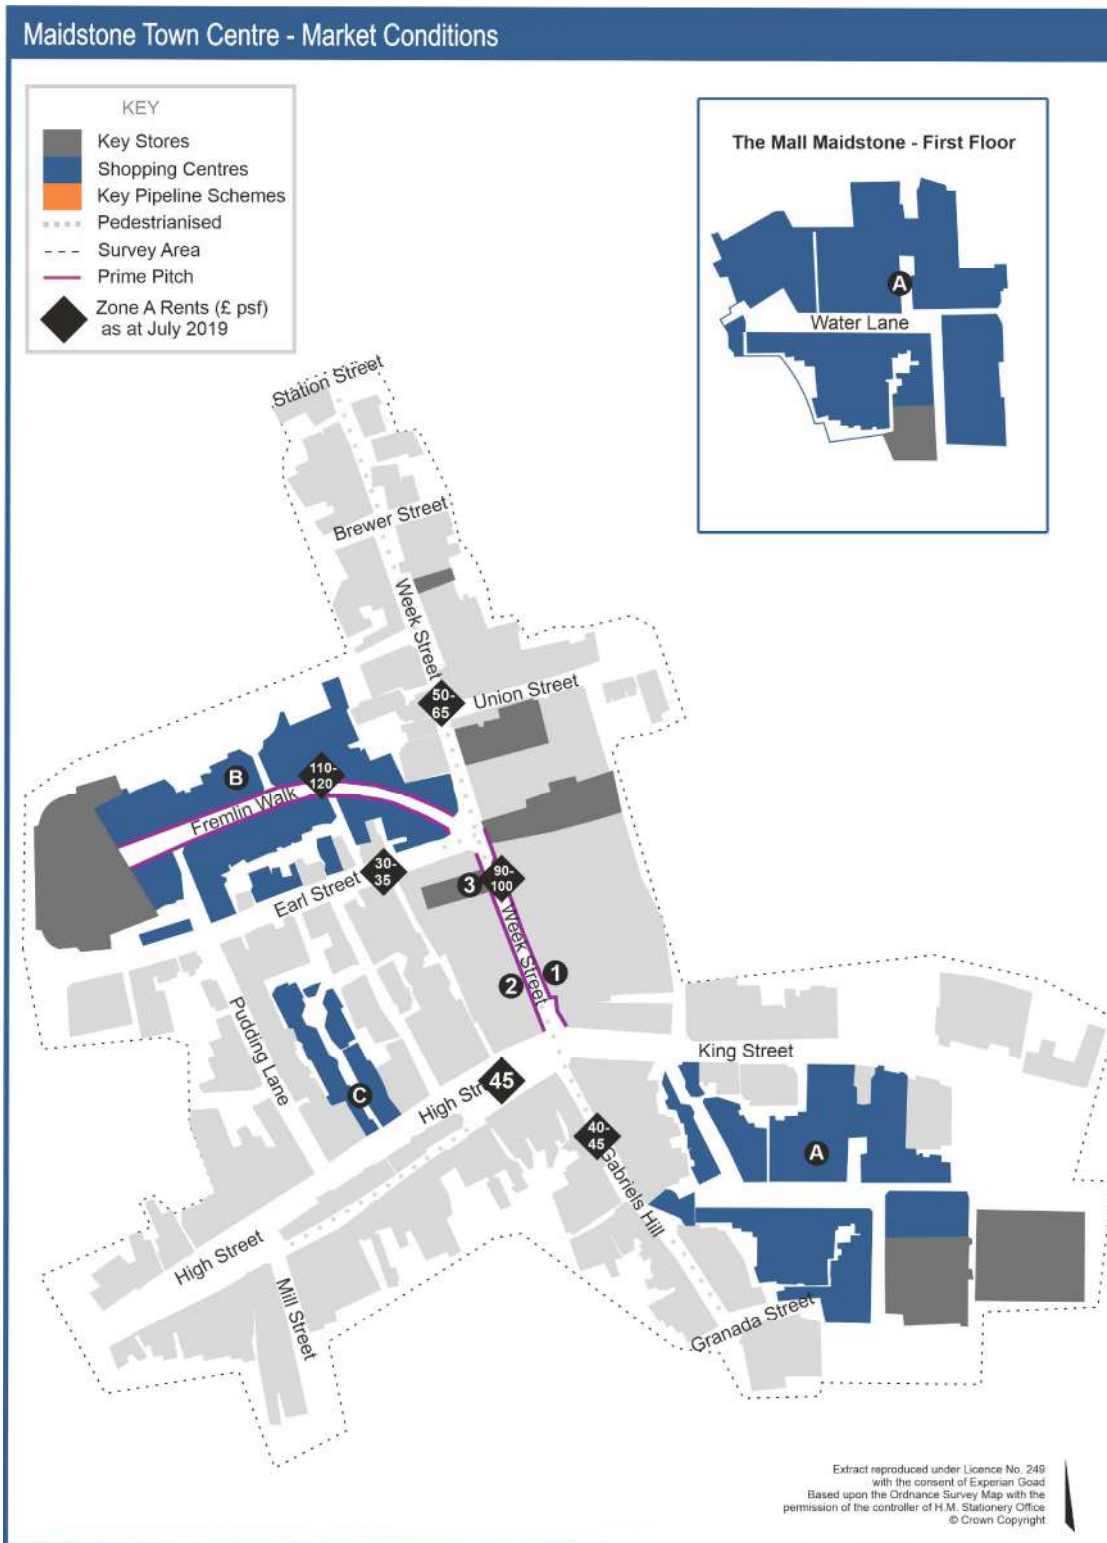 Maidstone Town Centre - Market Conditions
KEY
Key Stores
Shopping Centres
Key Pipeline Schemes
Pedestrianised
Survey Area
Prime Pitch
Zone A Rents (£ psf)
as at July 2019
The Mall Maidstone - First Floor
A
Water Lane
Station Street
Brewer Street
Week Street
50-
65
Union Street
B
110-
120
Fremlin Walk
30-
35
Earl Street
3
90-
100
Week Street
1
2
Pudding Lane
King Street
C
High Str
45
40-
45
A
Gabriels Hill
High Street
Mill Street
Granada Street
Extract reproduced under Licence No. 249
with the consent of Experian Goad
Based upon the Ordnance Survey Map with the
permission of the controller of H.M. Stationery Office
© Crown Copyright